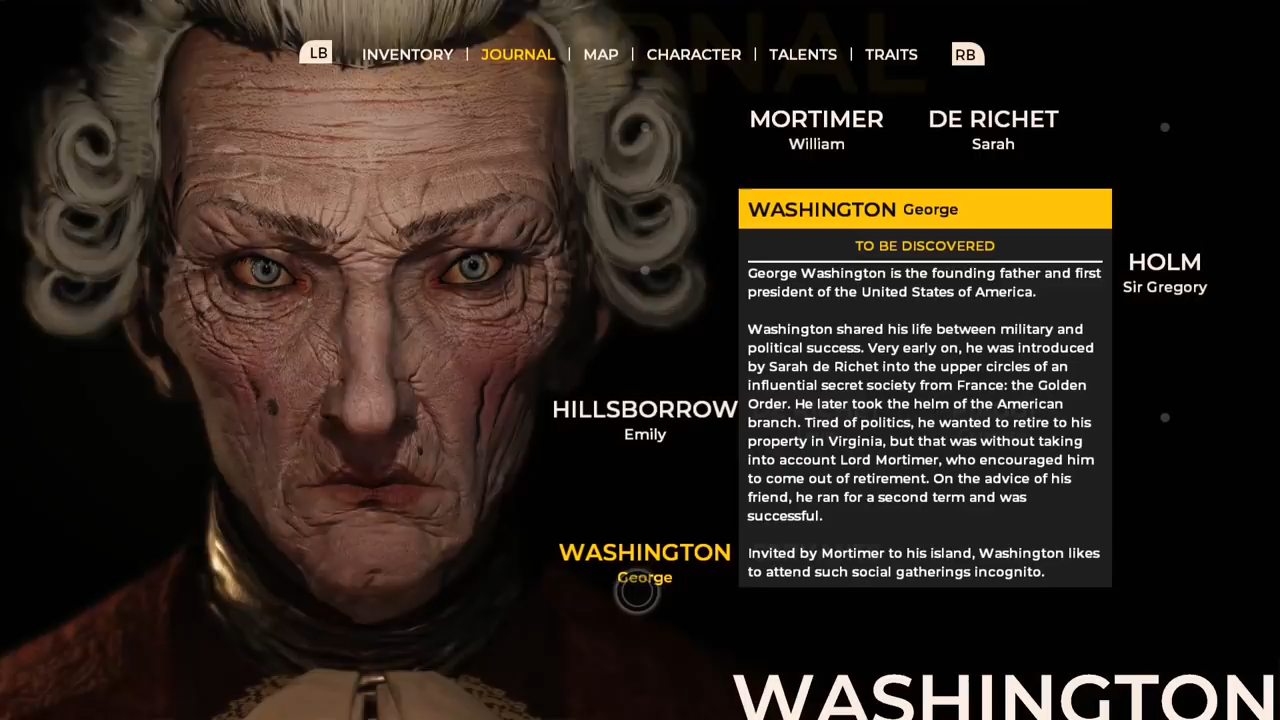 LB INVENTORY | JOURNAL | MAP | CHARACTER | TALENTS | TRAITS RB
MORTIMER
William
DE RICHET
Sarah
WASHINGTON George
TO BE DISCOVERED
George Washington is the founding father and first
president of the United States of America.
Washington shared his life between military and
political success. Very early on, he was introduced
by Sarah de Richet into the upper circles of an
influential secret society from France: the Golden
Order. He later took the helm of the American
branch. Tired of politics, he wanted to retire to his
property in Virginia, but that was without taking
into account Lord Mortimer, who encouraged him
to come out of retirement. On the advice of his
friend, he ran for a second term and was
successful.
Invited by Mortimer to his island, Washington likes
to attend such social gatherings incognito.
HOLM
Sir Gregory
HILLSBORROW
Emily
WASHINGTON
George
WASHINGTON